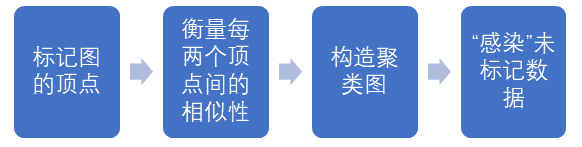 标记图
的顶点
衡量每
两个顶
点间的
相似性
构造聚
类图
“感染”未
标记数
据